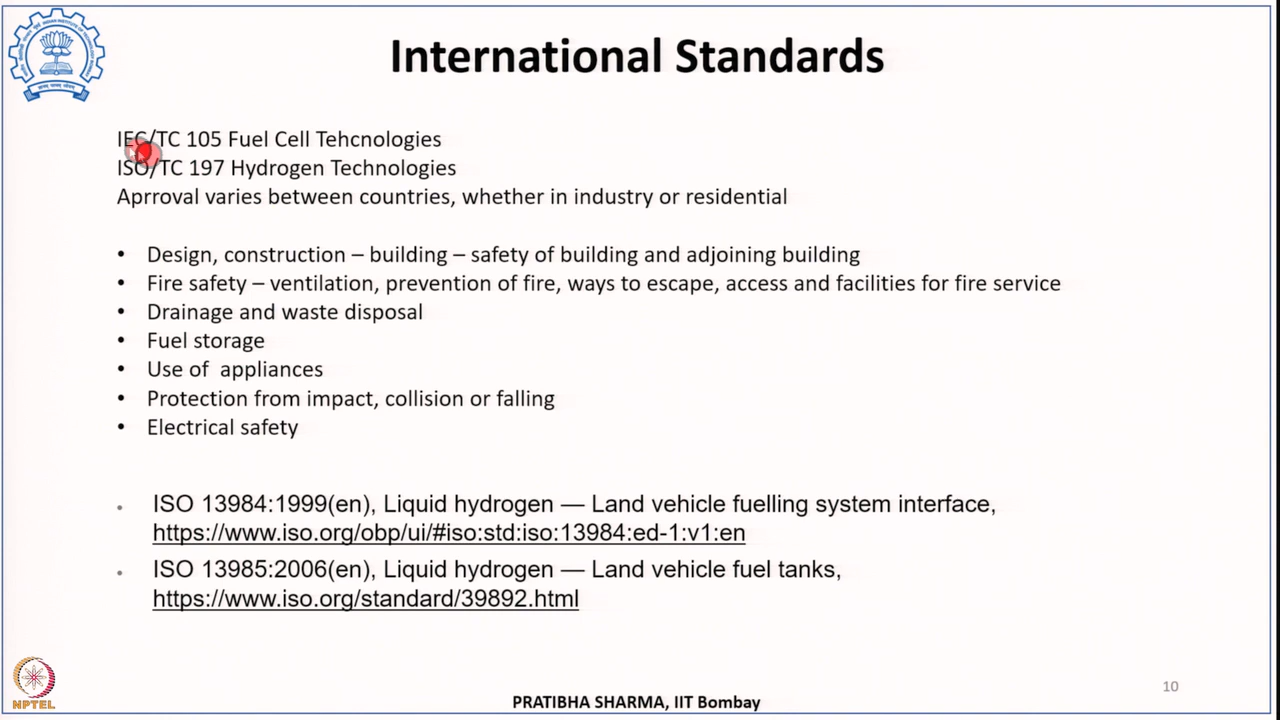 International Standards
IEC/TC 105 Fuel Cell Tehcnologies
ISO/TC 197 Hydrogen Technologies
Aprroval varies between countries, whether in industry or residential
• Design, construction – building – safety of building and adjoining building
• Fire safety – ventilation, prevention of fire, ways to escape, access and facilities for fire service
• Drainage and waste disposal
• Fuel storage
• Use of appliances
• Protection from impact, collision or falling
• Electrical safety
• ISO 13984:1999(en), Liquid hydrogen — Land vehicle fuelling system interface,
https://www.iso.org/obp/ui/#iso:std:iso:13984:ed-1:v1:en
• ISO 13985:2006(en), Liquid hydrogen — Land vehicle fuel tanks,
https://www.iso.org/standard/39892.html
10
NPTEL
PRATIBHA SHARMA, IIT Bombay